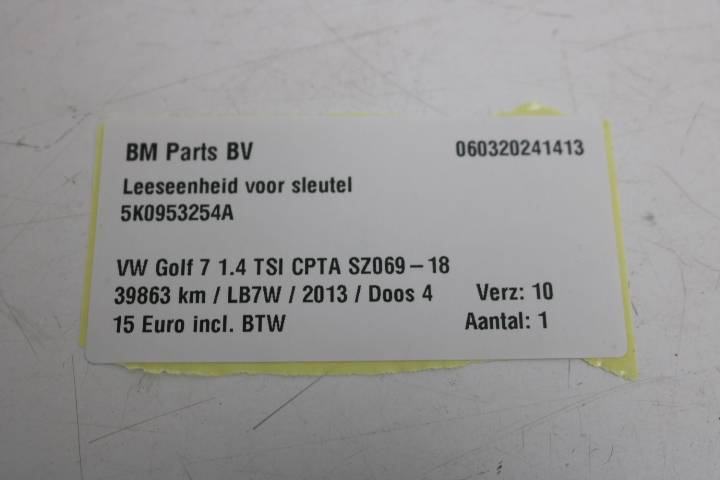 BM Parts BV 060320241413
Leeseenheid voor sleutel
5K0953254A
VW Golf 7 1.4 TSI CPTA SZ069-18
39863 km / LB7W / 2013 / Doos 4 Verz: 10
15 Euro incl. BTW Aantal: 1